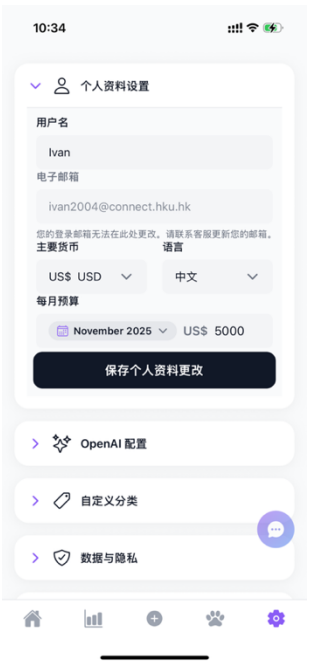 10:34
个人资料设置
用户名
Ivan
电子邮箱
ivan2004@connect.hku.hk
您的登录邮箱无法在此处更改。请联系客服更新您的邮箱。
主要货币 语言
US$ USD 中文
每月预算
November 2025 US$ 5000
保存个人资料更改
OpenAI 配置
自定义分类
数据与隐私